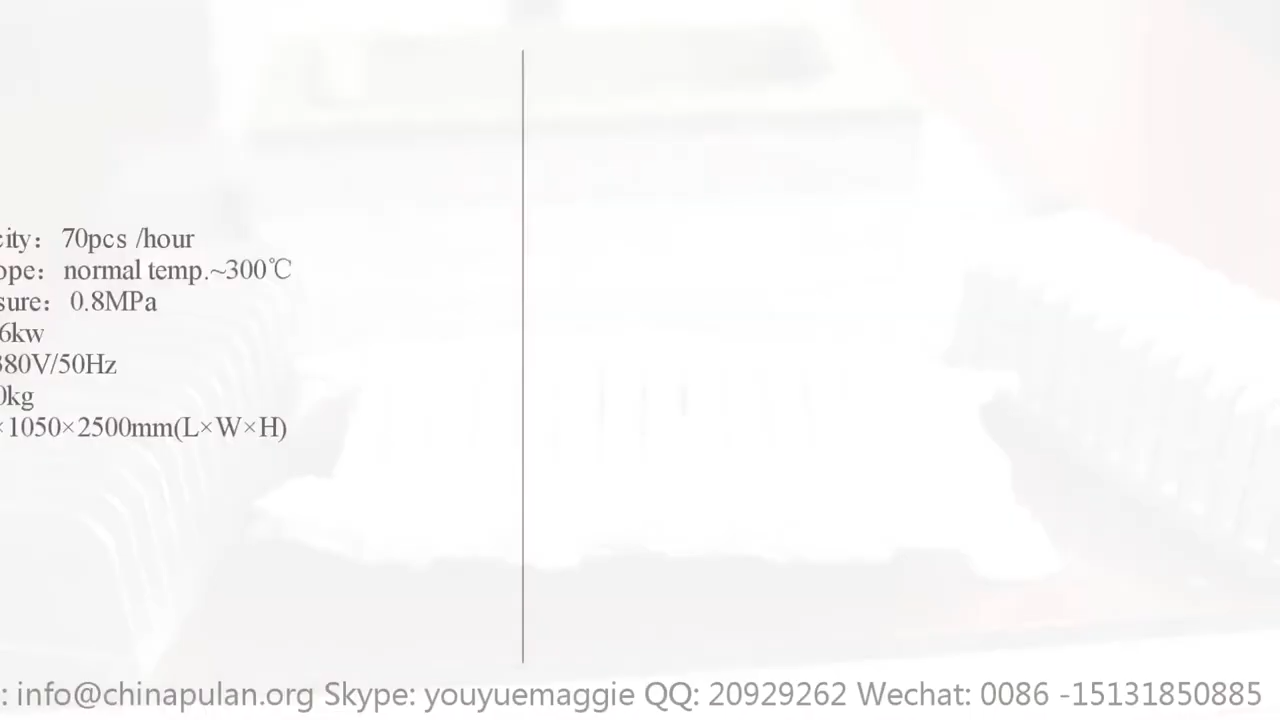 city：70pcs /hour
ope：normal temp.~300℃
sure：0.8MPa
6kw
380V/50Hz
0kg
×1050×2500mm(L×W×H)
: info@chinapulan.org Skype: youyuemaggie QQ: 20929262 Wechat: 0086 -15131850885